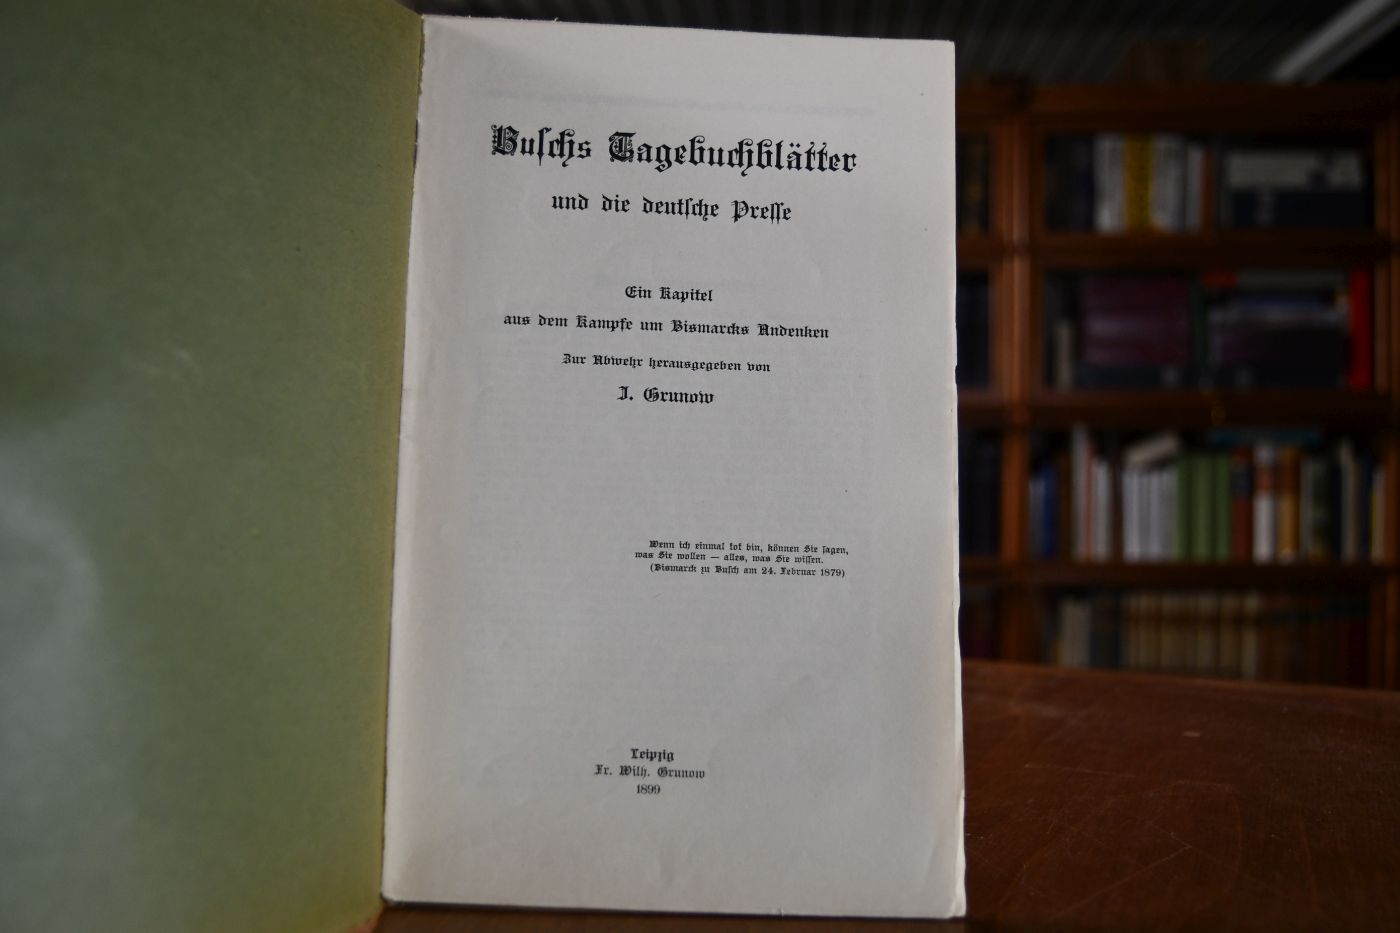 Buſchs Tagebuchblätter
und die deutſche Preſſe
Ein Kapitel
aus dem Kampfe um Bismarcks Andenken
Zur Abwehr herausgegeben von
J. Grunow
Wenn ich einmal tot bin, können Sie ſagen,
was Sie wollen — alles, was Sie wiſſen.
(Bismarck zu Buſch am 24. Februar 1879)
Leipzig
Fr. Wilh. Grunow
1899